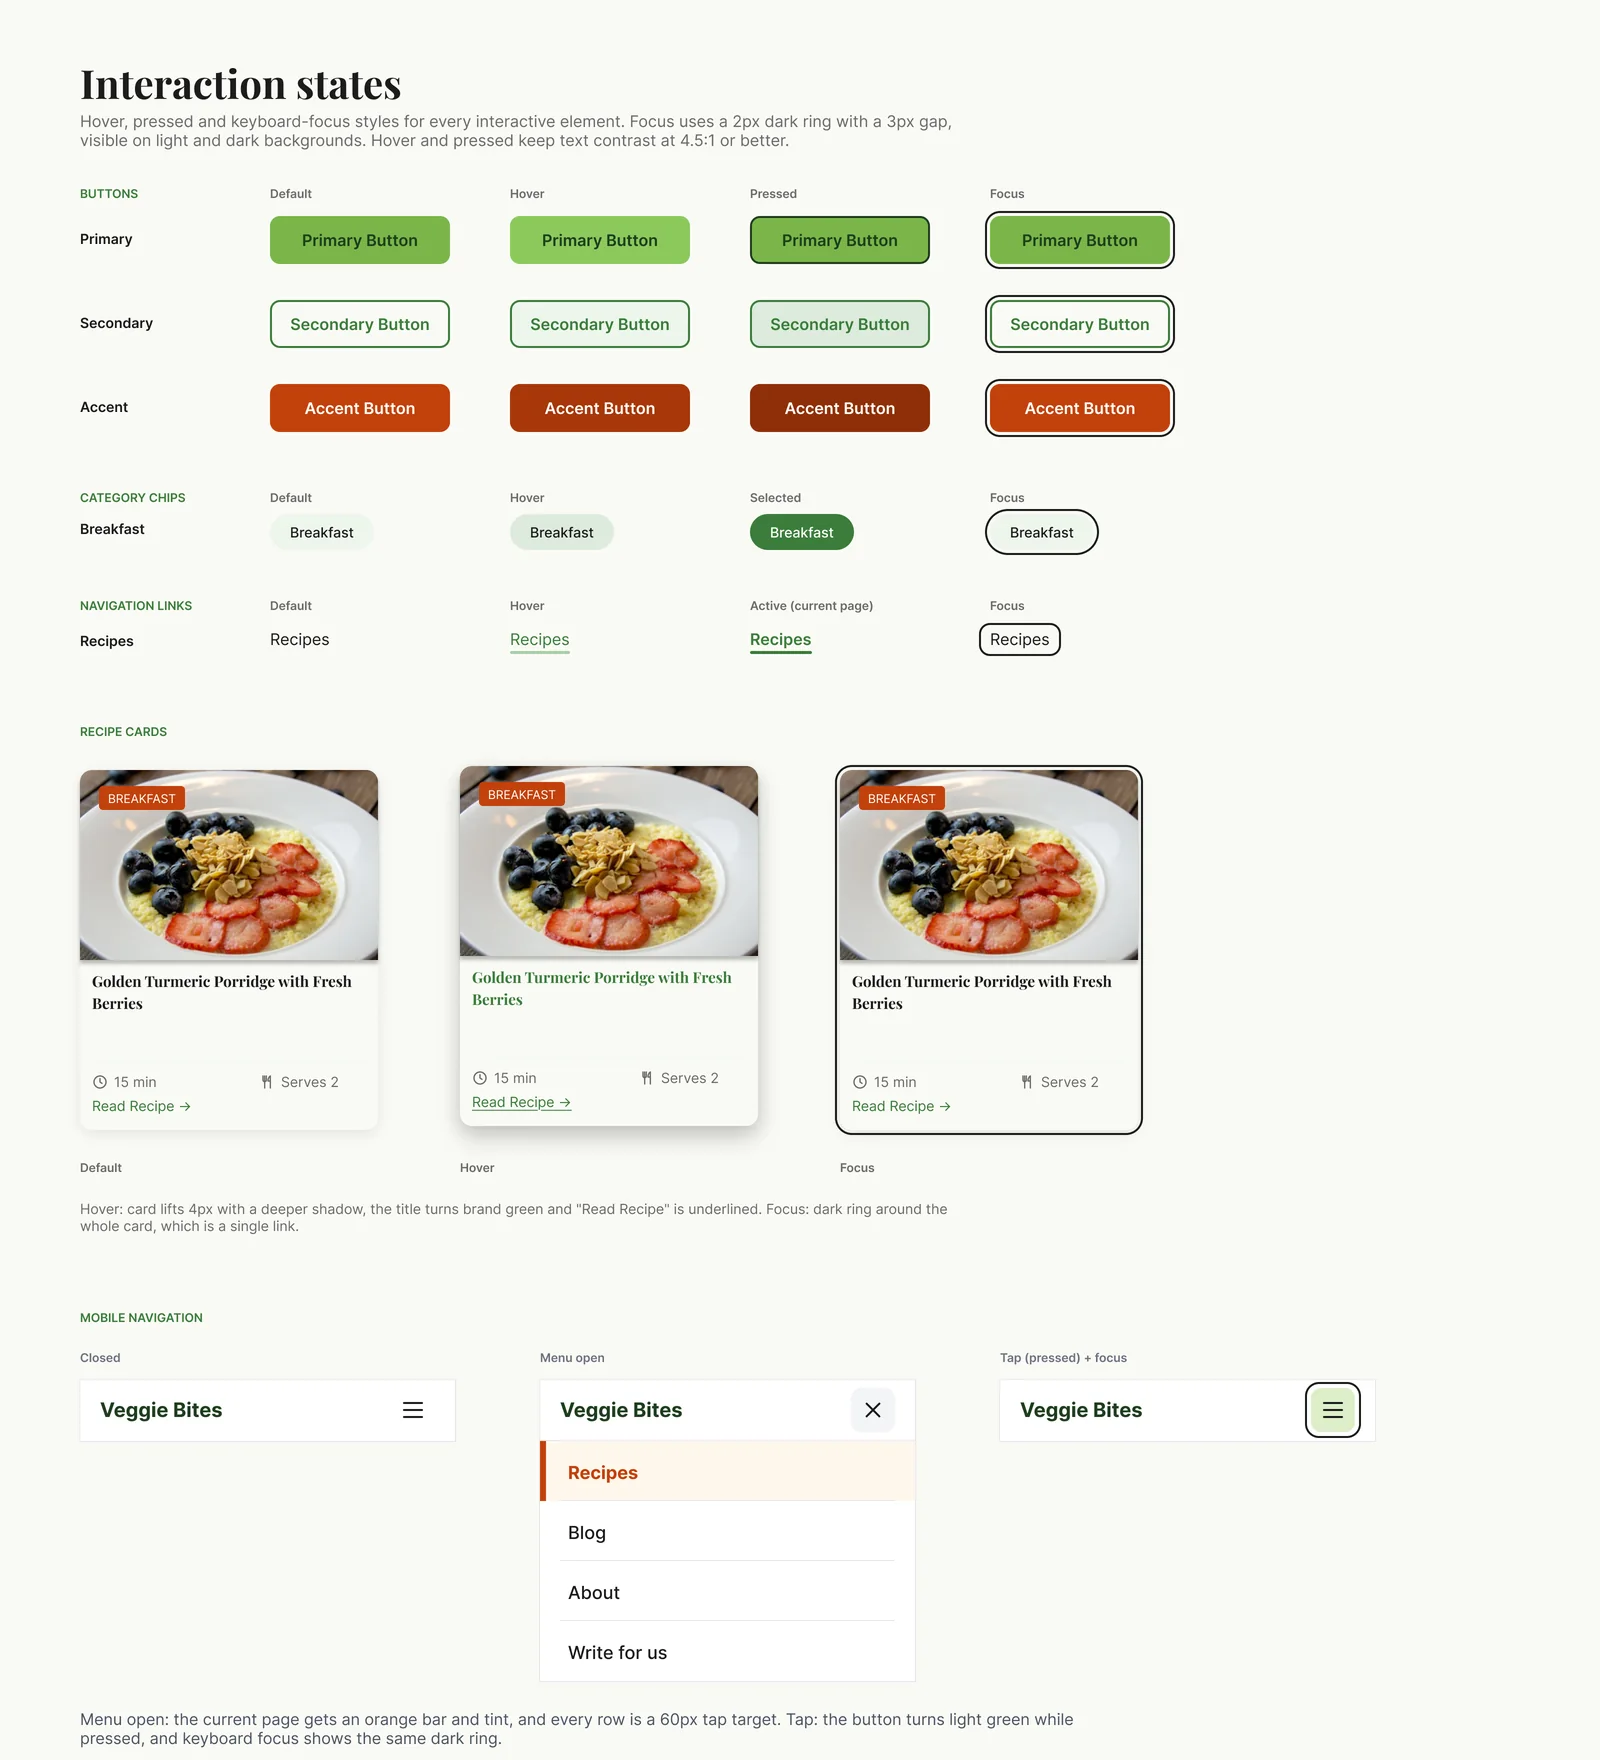 Interaction states
Hover, pressed and keyboard-focus styles for every interactive element. Focus uses a 2px dark ring with a 3px gap,
visible on light and dark backgrounds. Hover and pressed keep text contrast at 4.5:1 or better.
BUTTONS Default Hover Pressed Focus
Primary Primary Button Primary Button Primary Button Primary Button
Secondary Secondary Button Secondary Button Secondary Button Secondary Button
Accent Accent Button Accent Button Accent Button Accent Button
CATEGORY CHIPS Default Hover Selected Focus
Breakfast Breakfast Breakfast Breakfast Breakfast
NAVIGATION LINKS Default Hover Active (current page) Focus
Recipes Recipes Recipes Recipes Recipes
RECIPE CARDS
BREAKFAST
Golden Turmeric Porridge with Fresh
Berries
15 min Serves 2
Read Recipe →
Default
BREAKFAST
Golden Turmeric Porridge with Fresh
Berries
15 min Serves 2
Read Recipe →
Hover
BREAKFAST
Golden Turmeric Porridge with Fresh
Berries
15 min Serves 2
Read Recipe →
Focus
Hover: card lifts 4px with a deeper shadow, the title turns brand green and "Read Recipe" is underlined. Focus: dark ring around the
whole card, which is a single link.
MOBILE NAVIGATION
Closed
Veggie Bites
Menu open
Veggie Bites
Recipes
Blog
About
Write for us
Tap (pressed) + focus
Veggie Bites
Menu open: the current page gets an orange bar and tint, and every row is a 60px tap target. Tap: the button turns light green while
pressed, and keyboard focus shows the same dark ring.